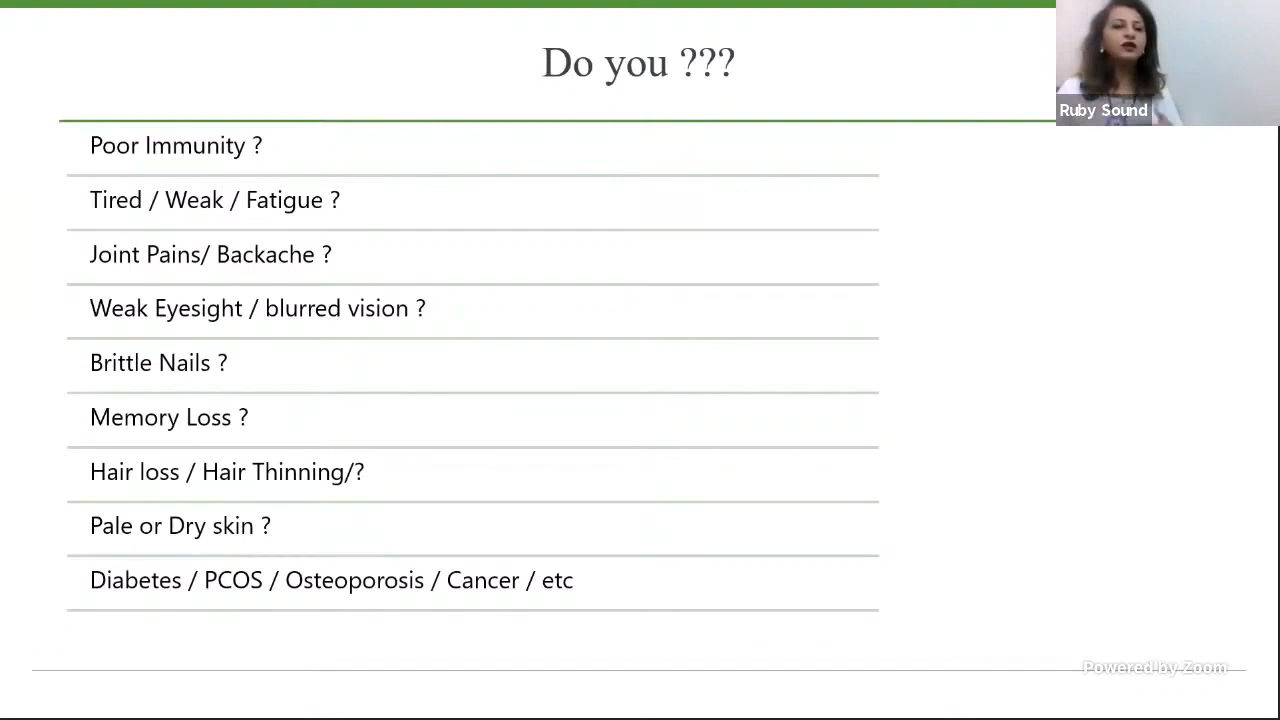 Do you ???
Ruby Sound
Poor Immunity ?
Tired / Weak / Fatigue ?
Joint Pains/ Backache ?
Weak Eyesight / blurred vision ?
Brittle Nails ?
Memory Loss ?
Hair loss / Hair Thinning/?
Pale or Dry skin ?
Diabetes / PCOS / Osteoporosis / Cancer / etc
Powered by Zoom